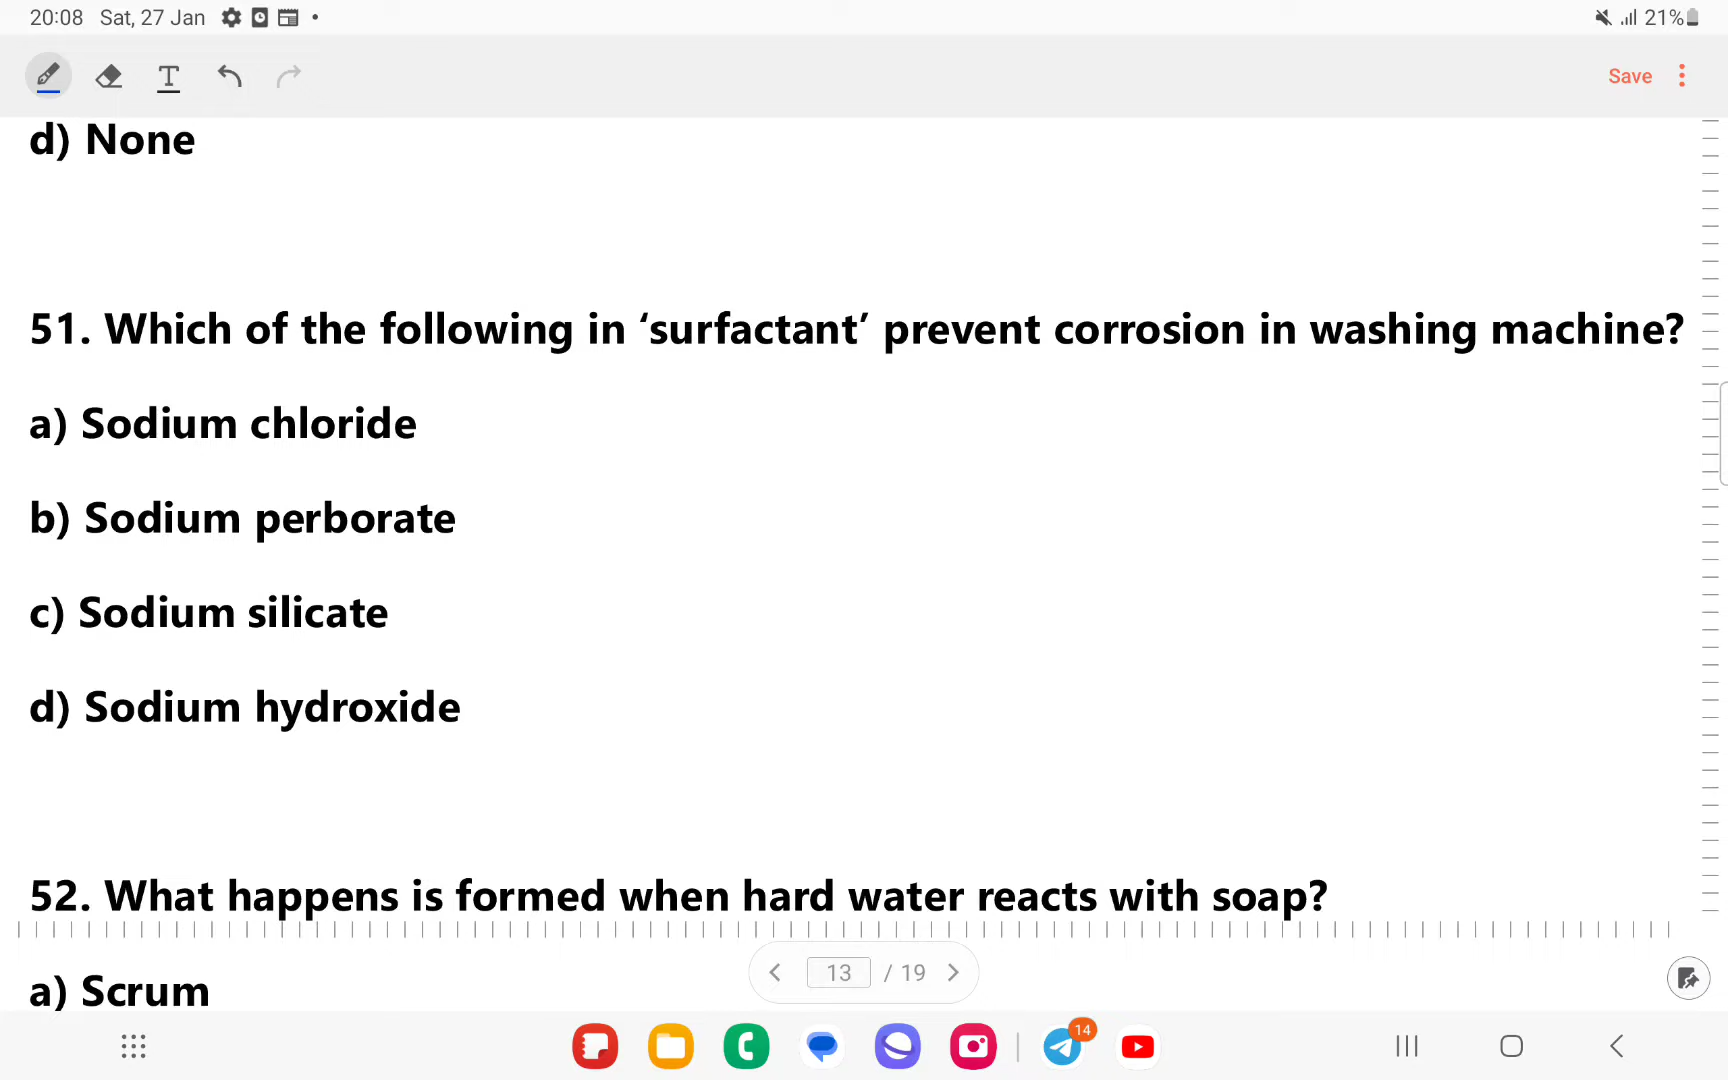 20:08 Sat, 27 Jan
21%
T
Save
d) None
51. Which of the following in ‘surfactant’ prevent corrosion in washing machine?
a) Sodium chloride
b) Sodium perborate
c) Sodium silicate
d) Sodium hydroxide
52. What happens is formed when hard water reacts with soap?
13 / 19
a) Scrum
14